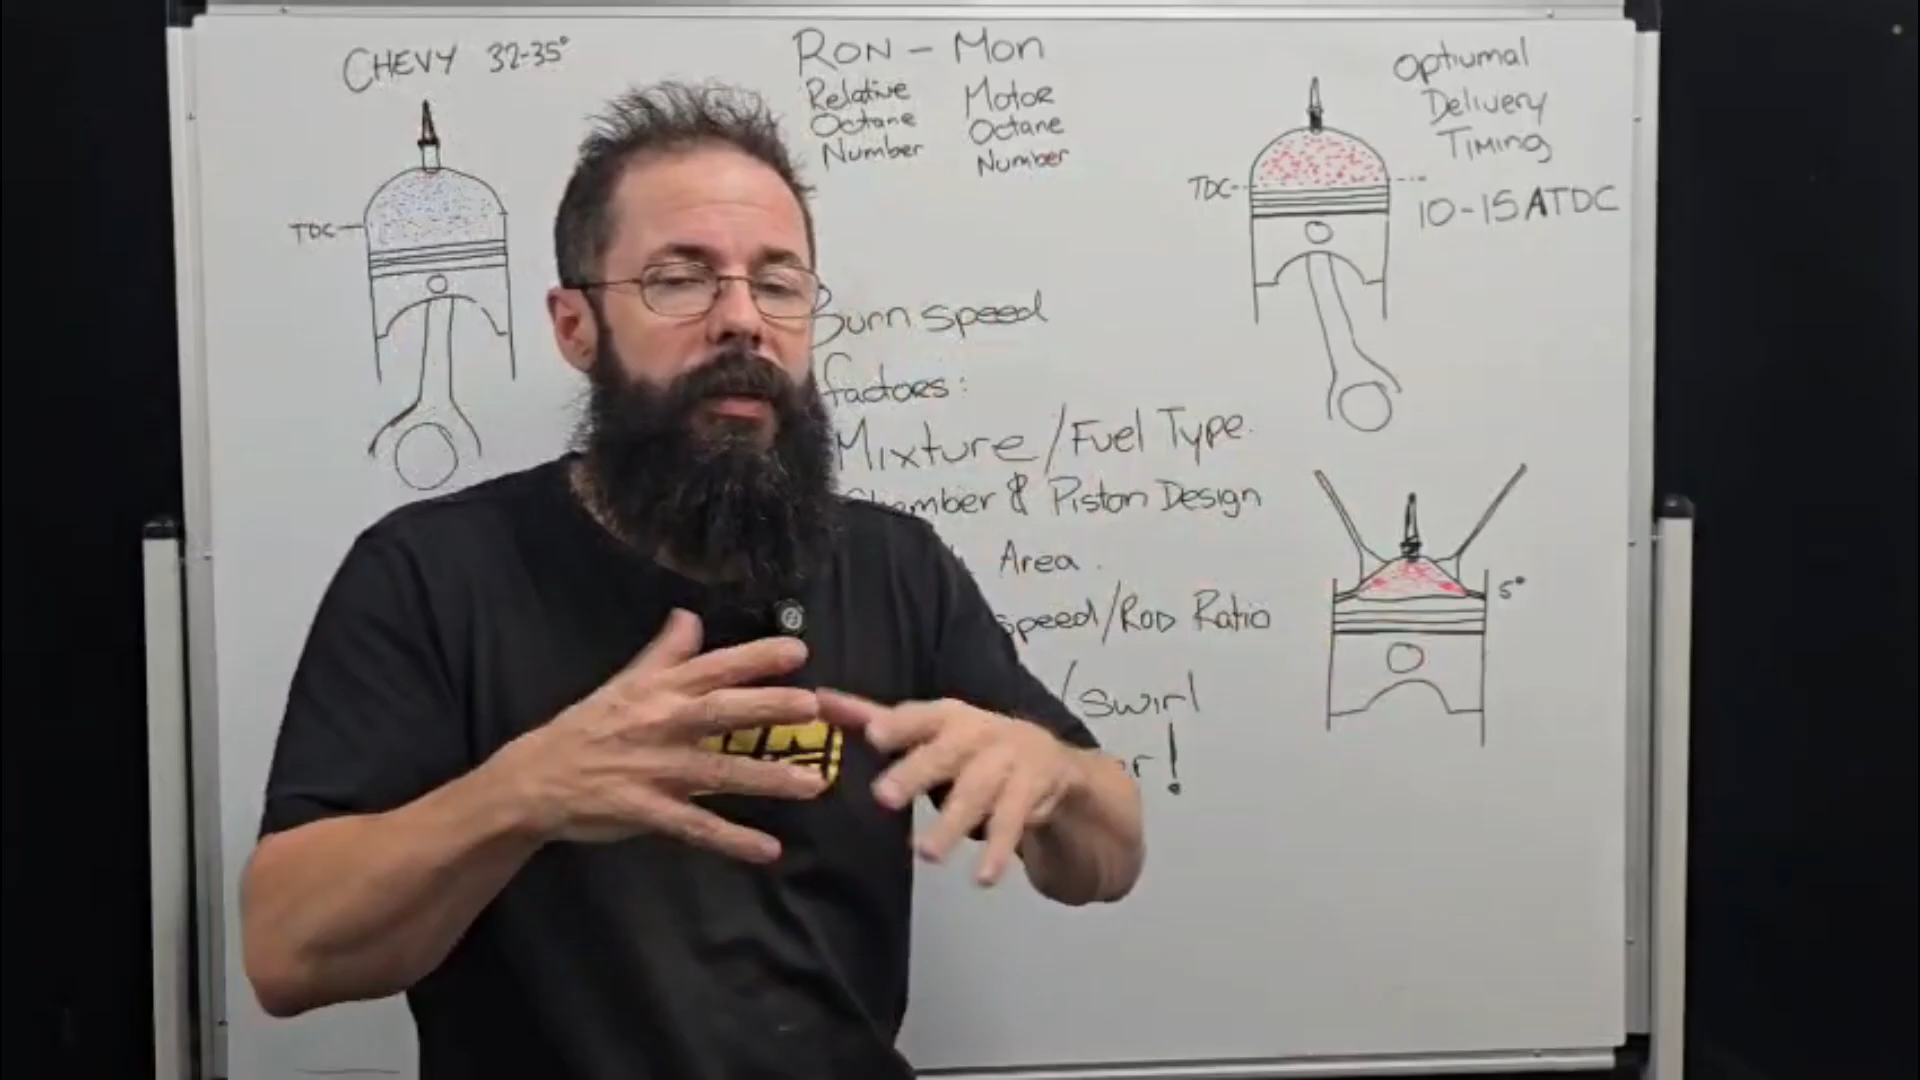 CHEVY 32-35°
TDC
RON - MON
Relative Motor
Octane Octane
Number Number
Burn speed
factors:
Mixture/Fuel Type.
Chamber & Piston Design
Area.
speed/ROD Ratio
/swirl
!
Optiumal
Delivery
Timing
TDC
10-15 ATDC
5°